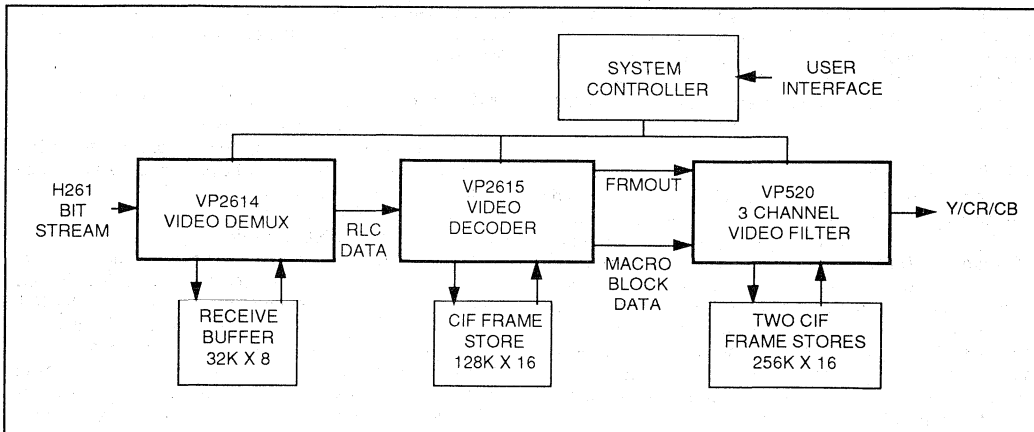 SYSTEM
CONTROLLER
USER
INTERFACE
H261
BIT
STREAM
VP2614
VIDEO DEMUX
RLC
DATA
VP2615
VIDEO
DECODER
FRMOUT
MACRO
BLOCK
DATA
VP520
3 CHANNEL
VIDEO FILTER
Y/CR/CB
RECEIVE
BUFFER
32K X 8
CIF FRAME
STORE
128K X 16
TWO CIF
FRAME STORES
256K X 16